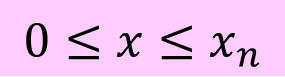 0 ≤ x ≤ xₙ